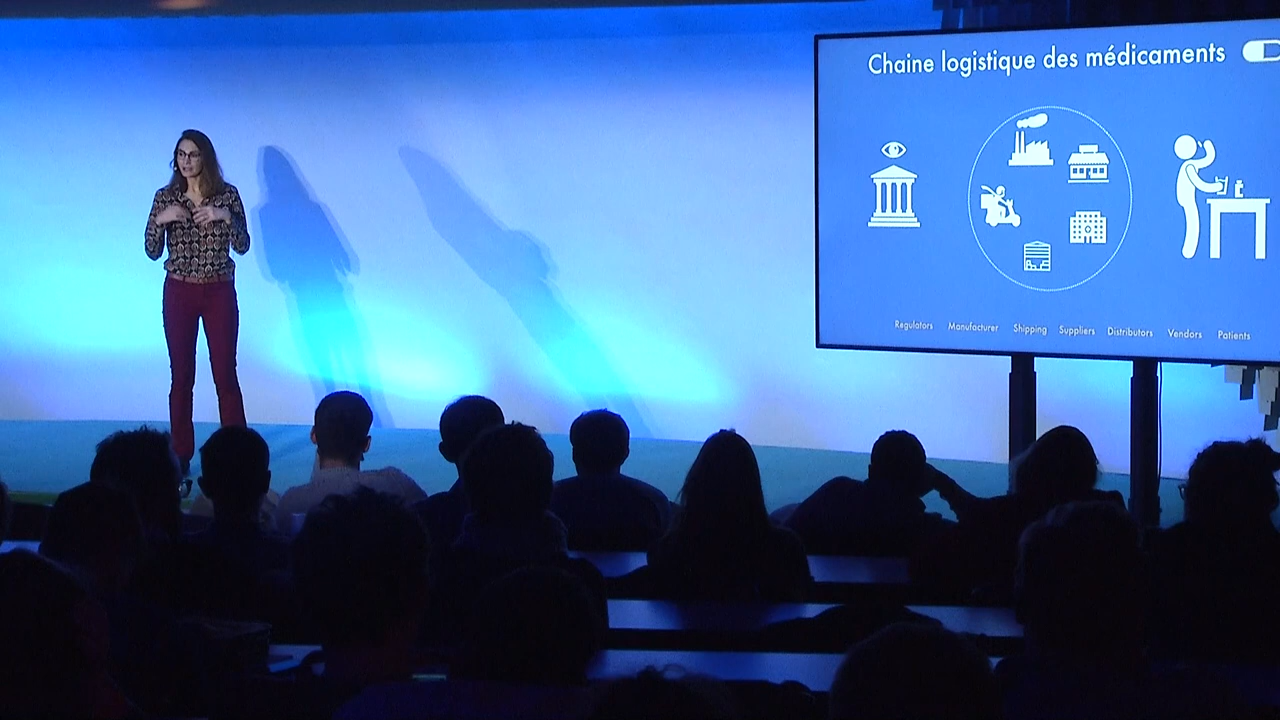 Chaine logistique des médicaments
Regulators Manufacturer Shipping Suppliers Distributors Vendors Patients